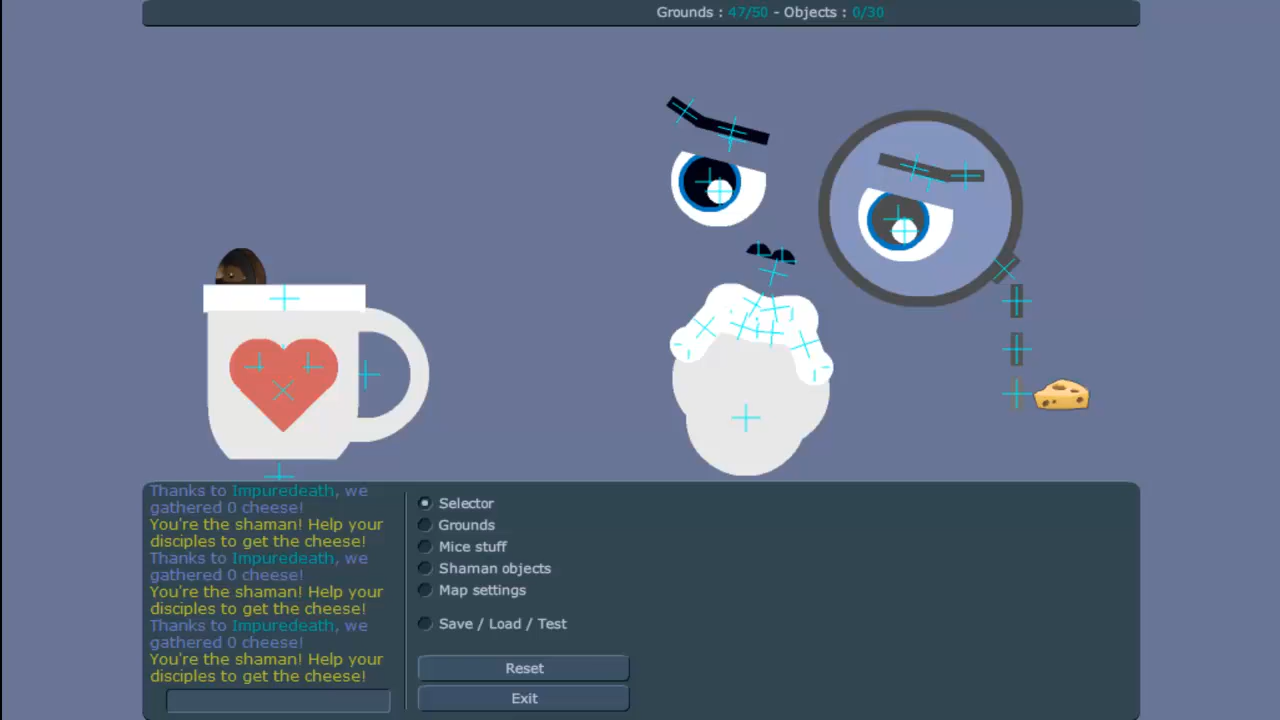 Grounds : 47/50 - Objects : 0/30
Thanks to Impuredeath, we
gathered 0 cheese!
You're the shaman! Help your
disciples to get the cheese!
Thanks to Impuredeath, we
gathered 0 cheese!
You're the shaman! Help your
disciples to get the cheese!
Thanks to Impuredeath, we
gathered 0 cheese!
You're the shaman! Help your
disciples to get the cheese!
Selector
Grounds
Mice stuff
Shaman objects
Map settings
Save / Load / Test
Reset
Exit